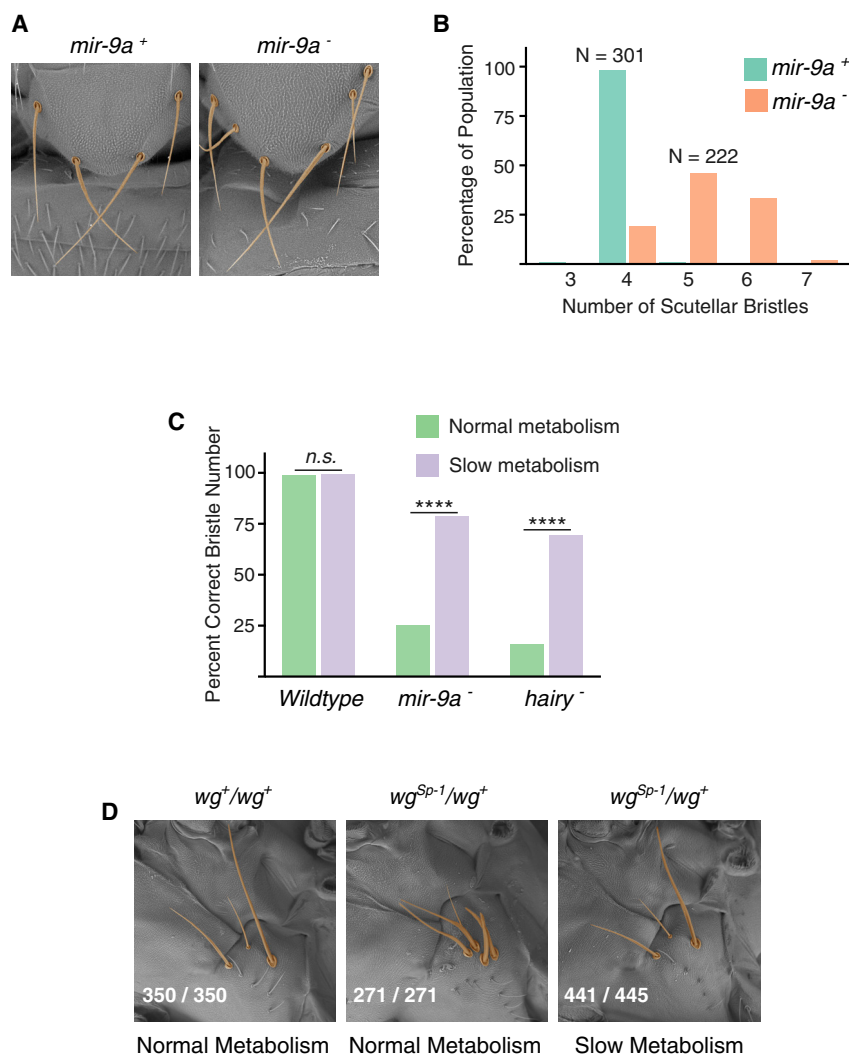 A
mir-9a +
mir-9a -
B
Percentage of Population
100
75
50
25
N = 301
N = 222
mir-9a +
mir-9a -
3 4 5 6 7
Number of Scutellar Bristles
C
Normal metabolism
Slow metabolism
Percent Correct Bristle Number
100
75
50
25
n.s.
****
****
Wildtype mir-9a - hairy -
D
wg+/wg+
wgSp-1/wg+
wgSp-1/wg+
350 / 350
271 / 271
441 / 445
Normal Metabolism
Normal Metabolism
Slow Metabolism